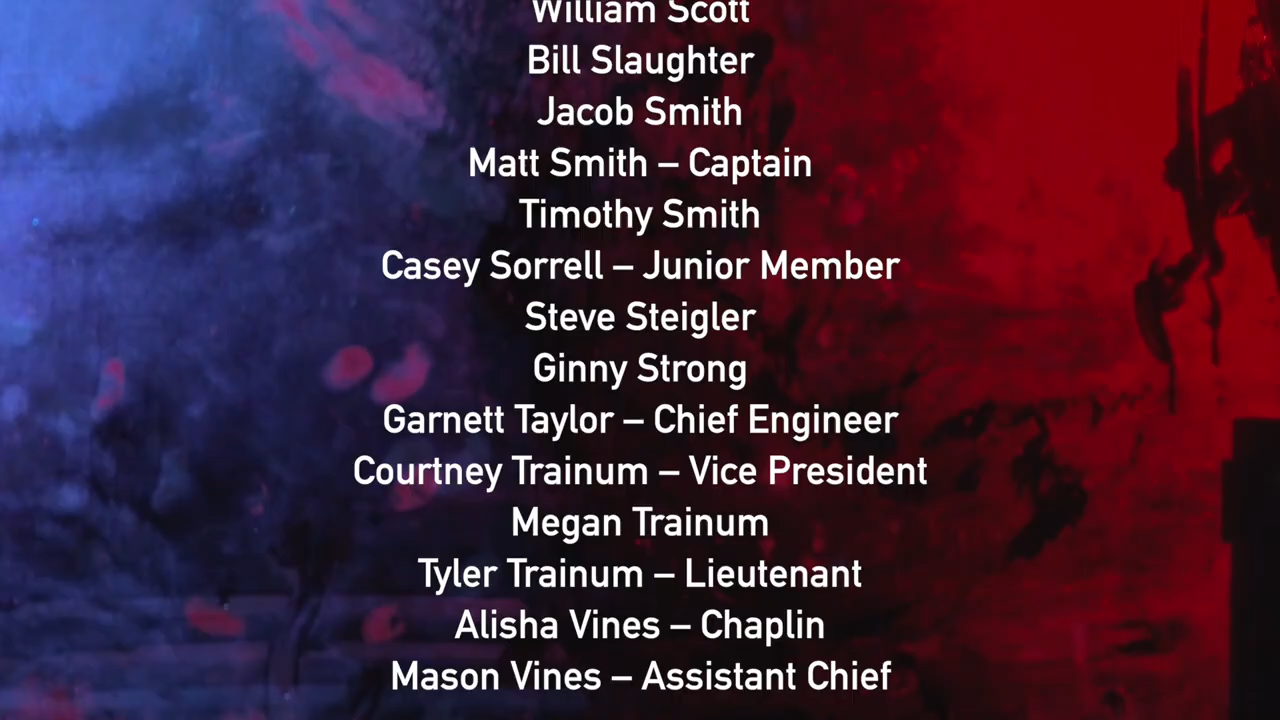 William Scott
Bill Slaughter
Jacob Smith
Matt Smith – Captain
Timothy Smith
Casey Sorrell – Junior Member
Steve Steigler
Ginny Strong
Garnett Taylor – Chief Engineer
Courtney Trainum – Vice President
Megan Trainum
Tyler Trainum – Lieutenant
Alisha Vines – Chaplin
Mason Vines – Assistant Chief